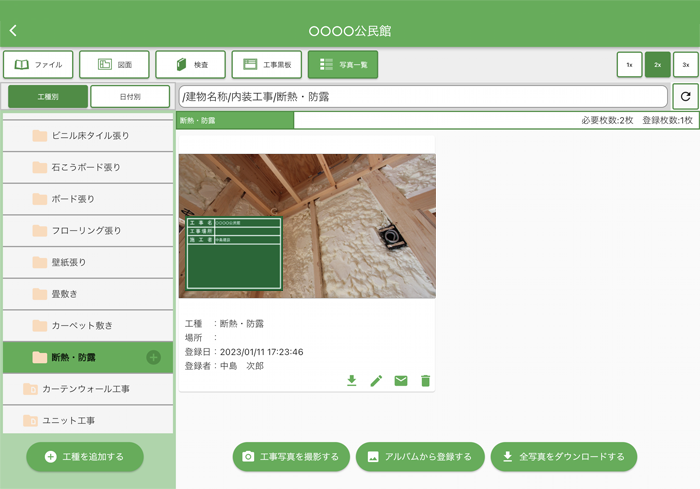 〇〇〇〇公民館
ファイル
図面
検査
工事黒板
写真一覧
1x
2x
3x
工種別
日付別
/建物名称/内装工事/断熱・防露
断熱・防露
必要枚数:2枚 登録枚数:1枚
ビニル床タイル張り
石こうボード張り
ボード張り
フローリング張り
壁紙張り
畳敷き
カーペット敷き
断熱・防露
カーテンウォール工事
ユニット工事
工事名 〇〇〇〇公民館
工事場所
施工者 中島建設
工種 :断熱・防露
場所 :
登録日:2023/01/11 17:23:46
登録者:中島 次郎
工種を追加する
工事写真を撮影する
アルバムから登録する
全写真をダウンロードする